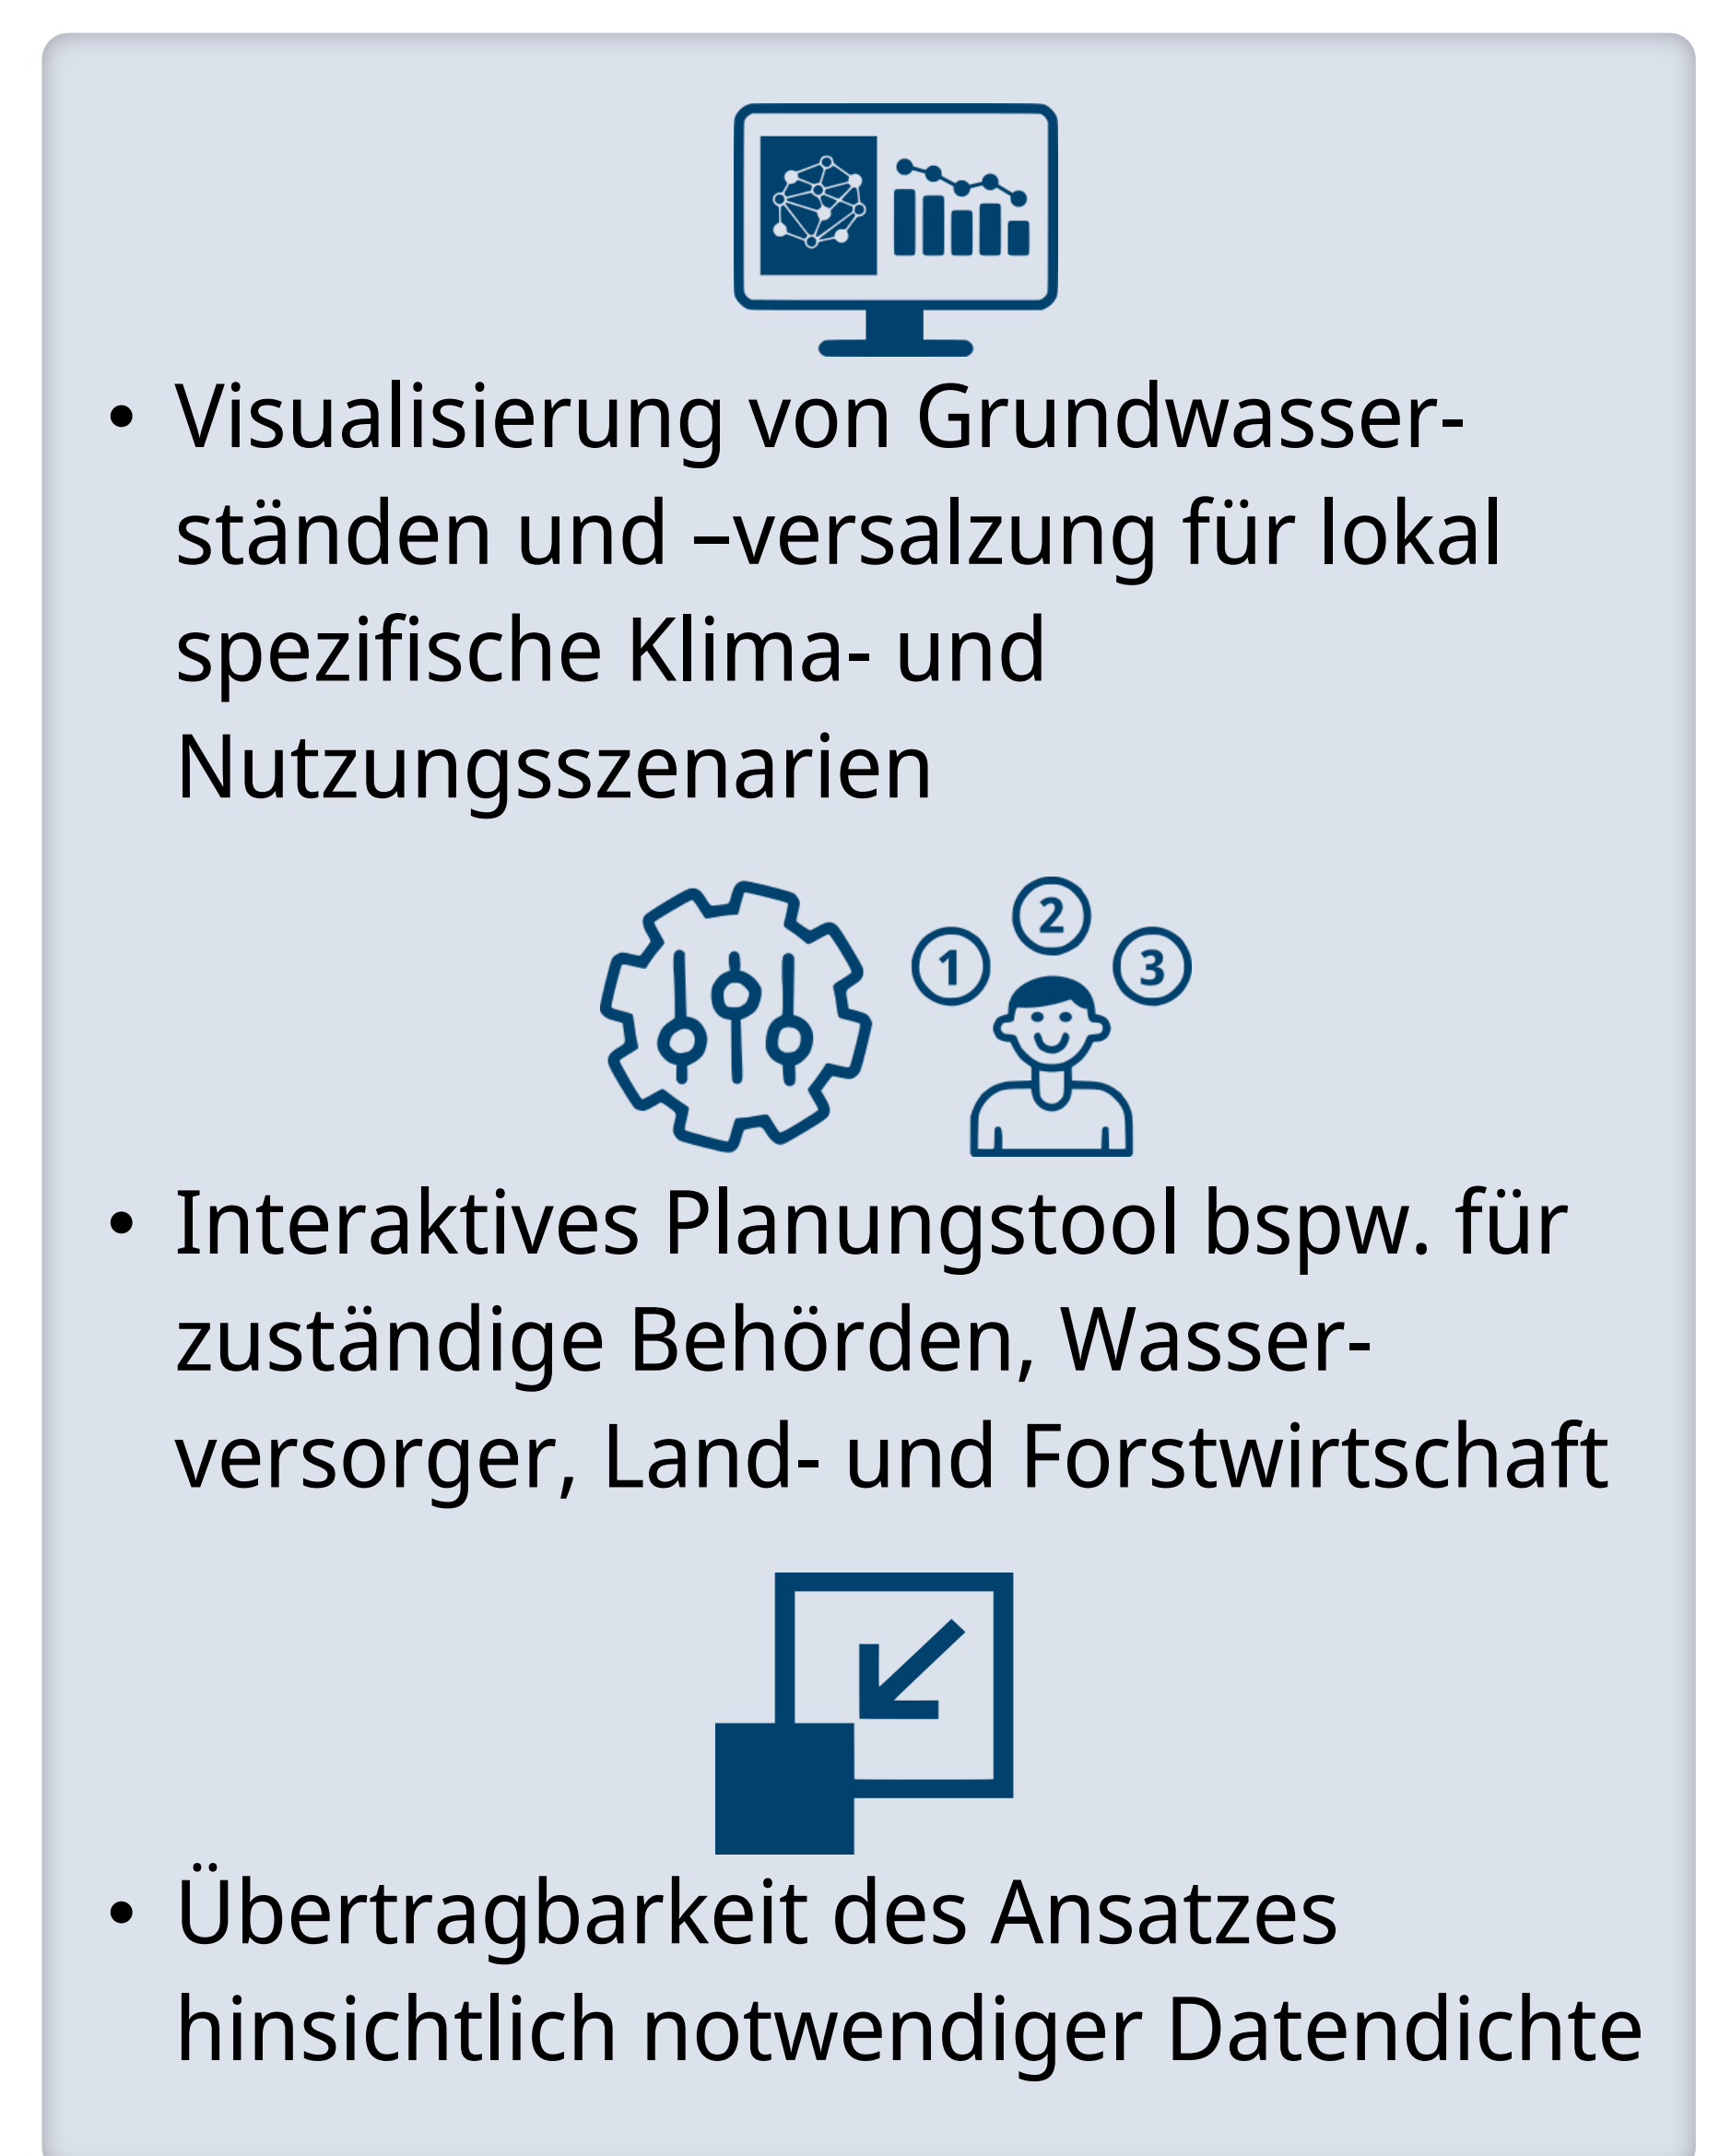 • Visualisierung von Grundwasser-
ständen und –versalzung für lokal
spezifische Klima- und
Nutzungsszenarien
1 2 3
• Interaktives Planungstool bspw. für
zuständige Behörden, Wasser-
versorger, Land- und Forstwirtschaft
• Übertragbarkeit des Ansatzes
hinsichtlich notwendiger Datendichte